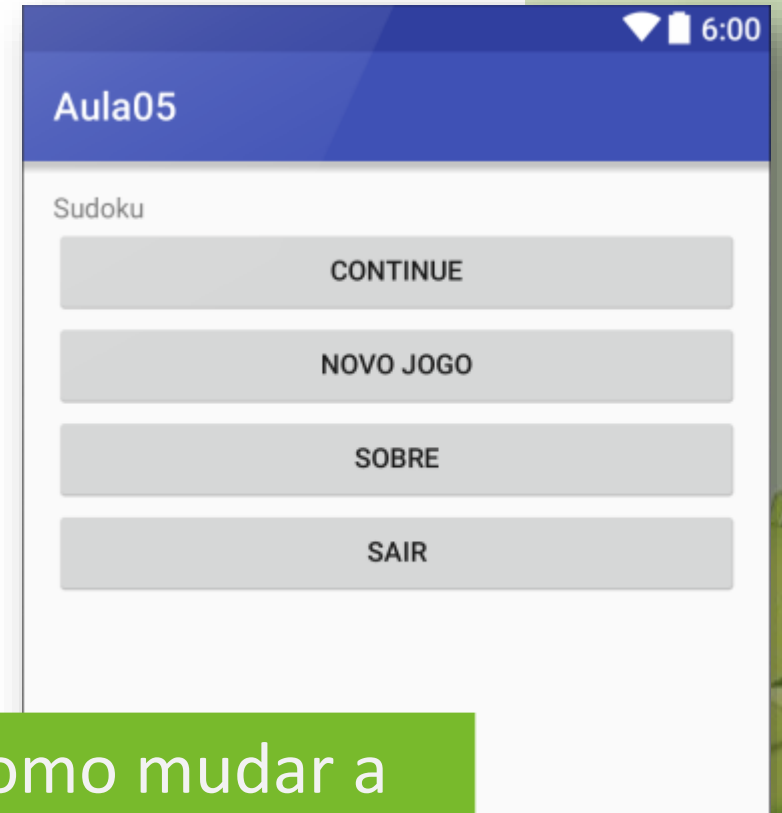 6:00
Aula05
Sudoku
CONTINUE
NOVO JOGO
SOBRE
SAIR
omo mudar a